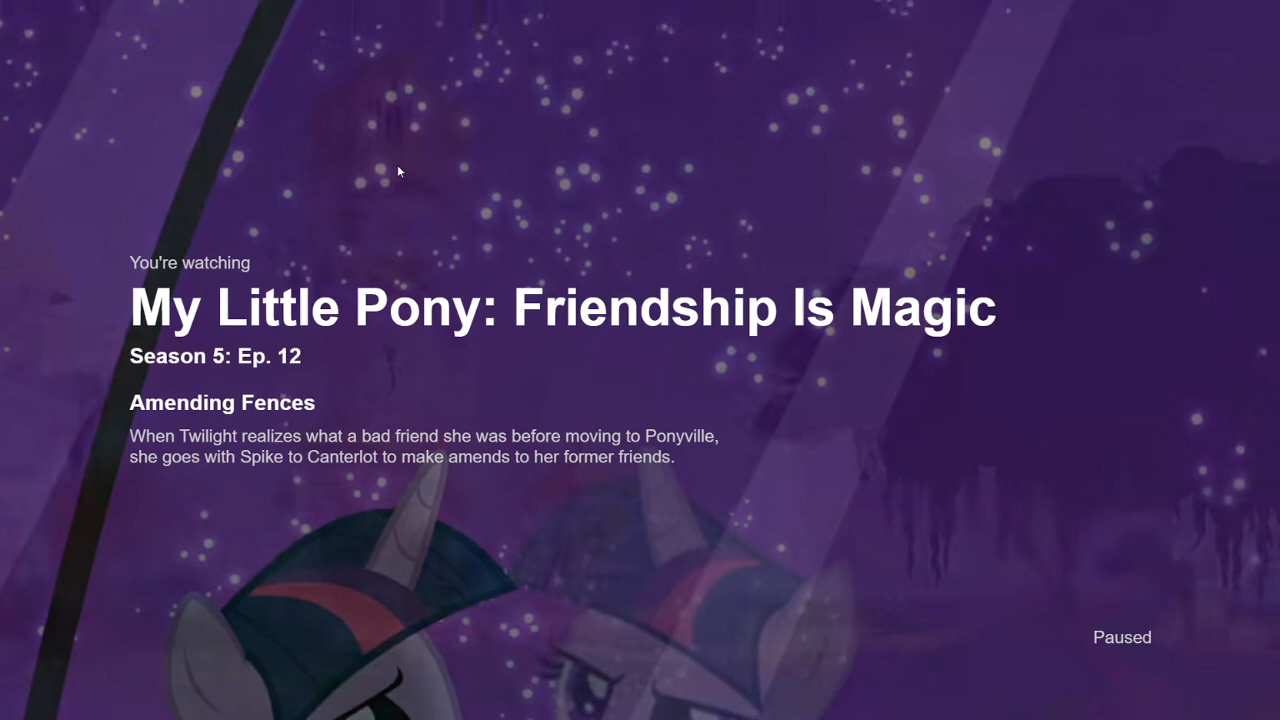 You're watching
My Little Pony: Friendship Is Magic
Season 5: Ep. 12
Amending Fences
When Twilight realizes what a bad friend she was before moving to Ponyville,
she goes with Spike to Canterlot to make amends to her former friends.
Paused